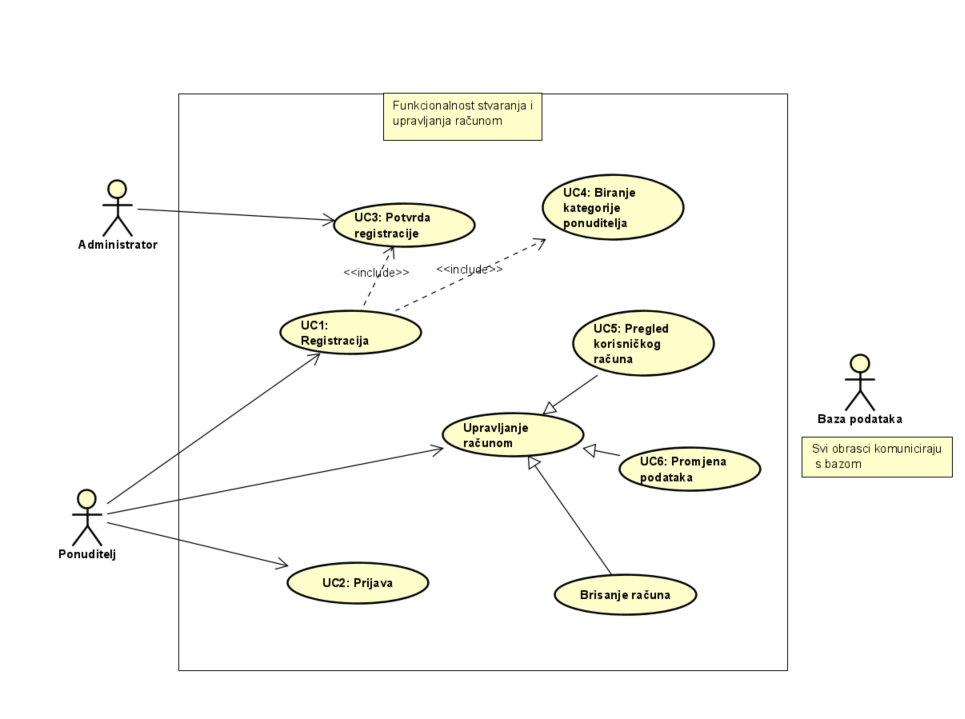 Funkcionalnost stvaranja i
upravljanja računom
UC4: Biranje
kategorije
ponuditelja
UC3: Potvrda
registracije
Administrator
<<include>>
<<include>>
UC1:
Registracija
UC5: Pregled
korisničkog
računa
Baza podataka
Upravljanje
računom
Svi obrasci komuniciraju
s bazom
UC6: Promjena
podataka
Ponuditelj
UC2: Prijava
Brisanje računa